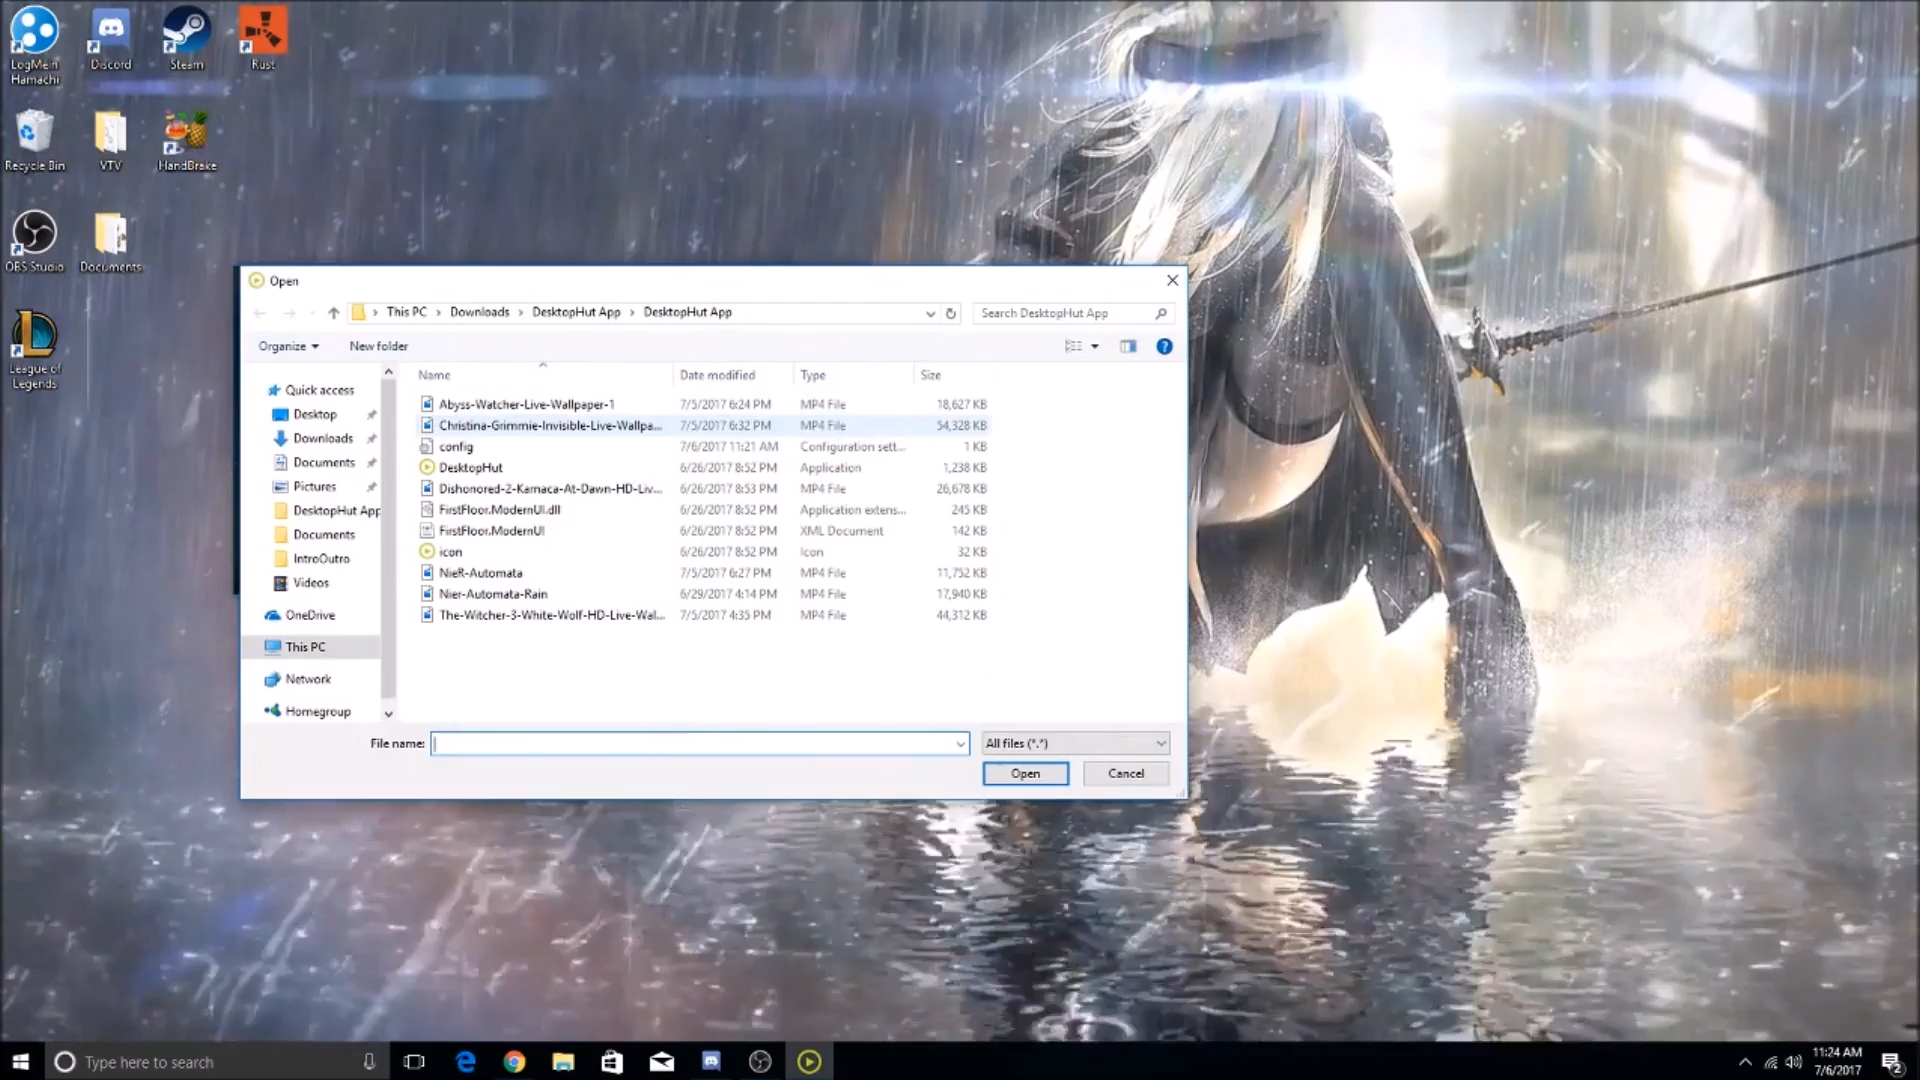 LogMeIn Hamachi
Discord
Steam
Rust
Recycle Bin
VTV
HandBrake
OBS Studio
Documents
League of Legends
Open
This PC > Downloads > DesktopHut App > DesktopHut App
Search DesktopHut App
Organize
New folder
Name Date modified Type Size
Quick access
Desktop
Downloads
Documents
Pictures
DesktopHut App
Documents
IntroOutro
Videos
OneDrive
This PC
Network
Homegroup
Abyss-Watcher-Live-Wallpaper-1 7/5/2017 6:24 PM MP4 File 18,627 KB
Christina-Grimmie-Invisible-Live-Wallpa... 7/5/2017 6:32 PM MP4 File 54,328 KB
config 7/6/2017 11:21 AM Configuration sett... 1 KB
DesktopHut 6/26/2017 8:52 PM Application 1,238 KB
Dishonored-2-Karnaca-At-Dawn-HD-Liv... 6/26/2017 8:53 PM MP4 File 26,678 KB
FirstFloor.ModernUI.dll 6/26/2017 8:52 PM Application extens... 245 KB
FirstFloor.ModernUI 6/26/2017 8:52 PM XML Document 142 KB
icon 6/26/2017 8:52 PM Icon 32 KB
NieR-Automata 7/5/2017 6:27 PM MP4 File 11,752 KB
Nier-Automata-Rain 6/29/2017 4:14 PM MP4 File 17,940 KB
The-Witcher-3-White-Wolf-HD-Live-Wal... 7/5/2017 4:35 PM MP4 File 44,312 KB
File name:
All files (*.*)
Open
Cancel
Type here to search
11:24 AM
7/6/2017
2